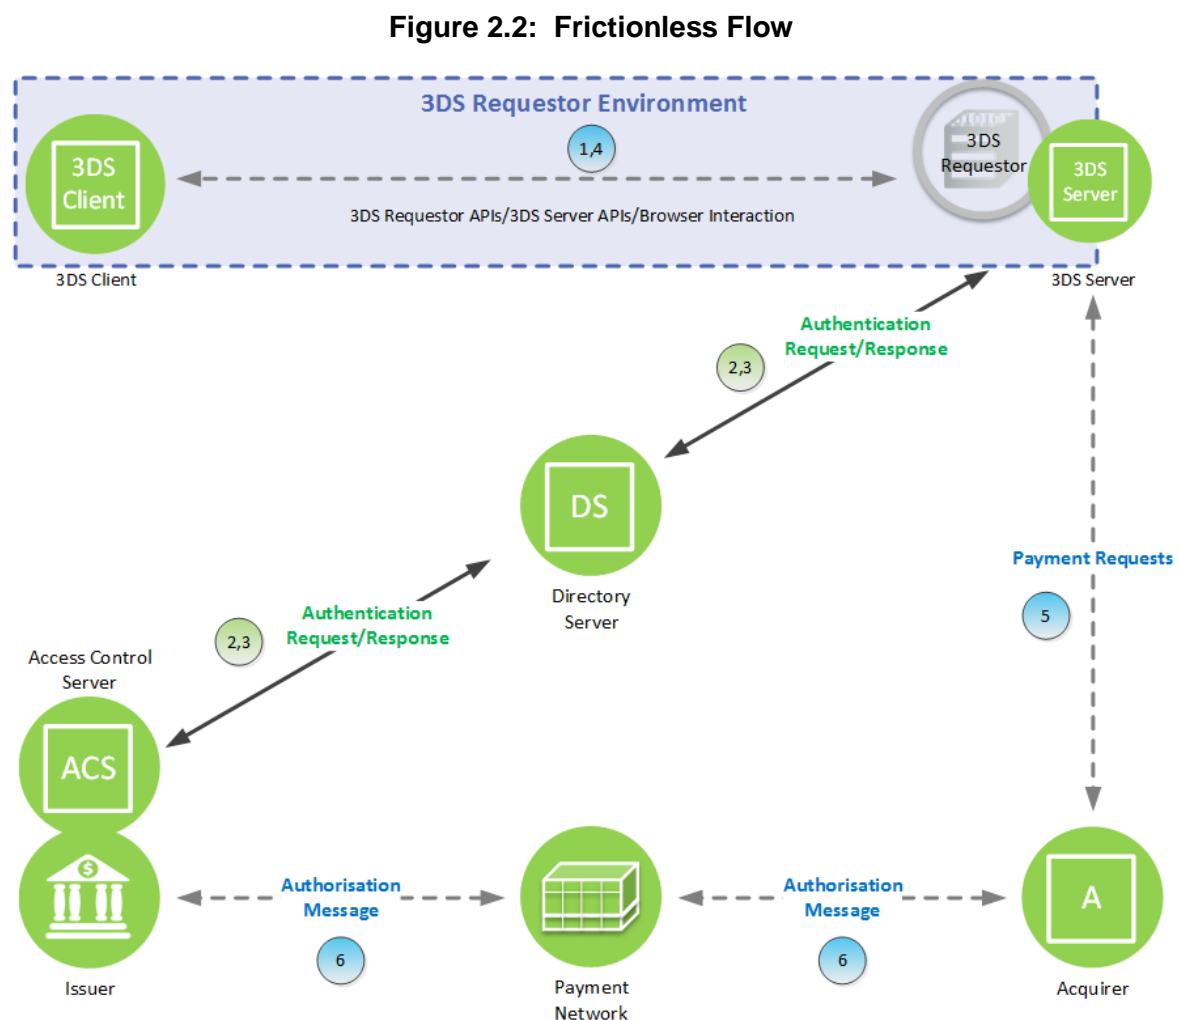 Figure 2.2:  Frictionless Flow
3DS Requestor Environment
1,4
3DS
Client
3DS
Requestor
3DS
Server
3DS Requestor APIs/3DS Server APIs/Browser Interaction
3DS Client
3DS Server
Authentication
Request/Response
2,3
DS
Directory
Server
Payment Requests
5
Authentication
Request/Response
2,3
Access Control
Server
ACS
$
Authorisation
Message
6
Authorisation
Message
6
A
Issuer
Payment
Network
Acquirer